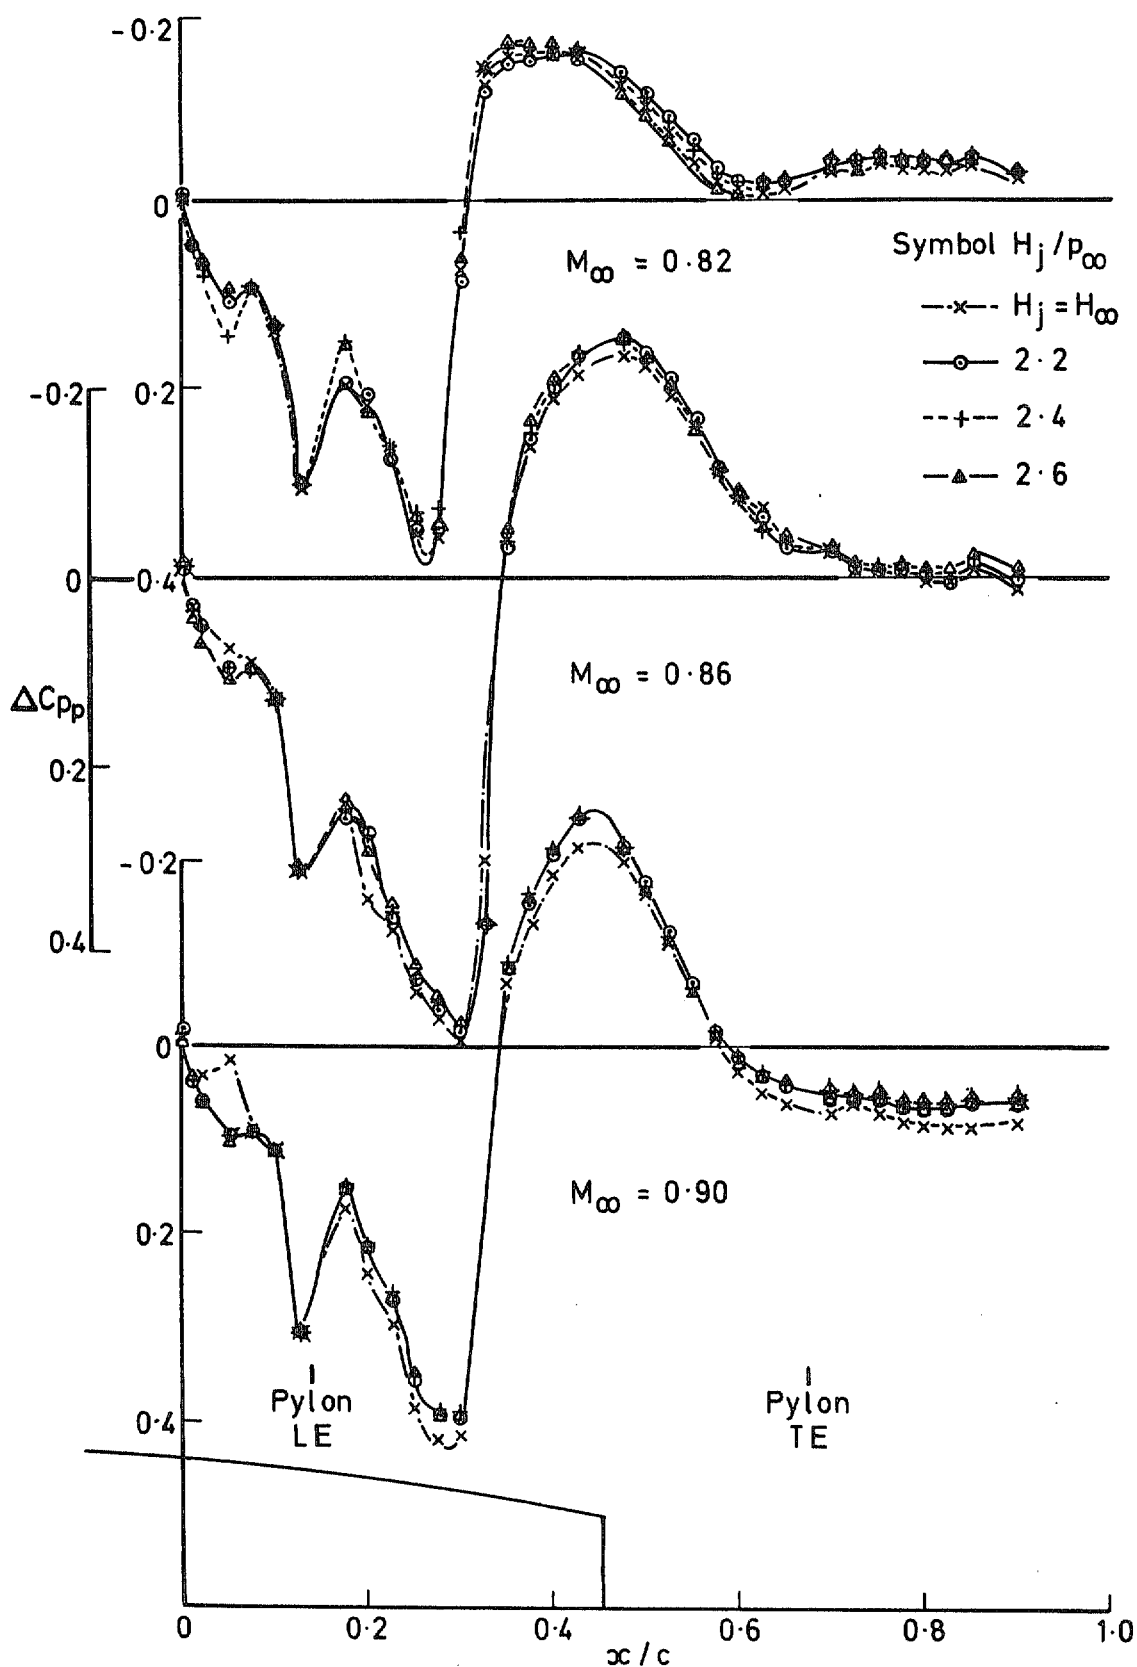 -0·2
0
M∞ = 0·82
Symbol Hj/p∞
Hj = H∞
2·2
2·4
2·6
-0·2
0·2
0
0·4
M∞ = 0·86
ΔCpp
0·2
-0·2
0·4
0
M∞ = 0·90
0·2
Pylon
LE
Pylon
TE
0·4
0
0·2
0·4
0·6
0·8
1·0
x/c